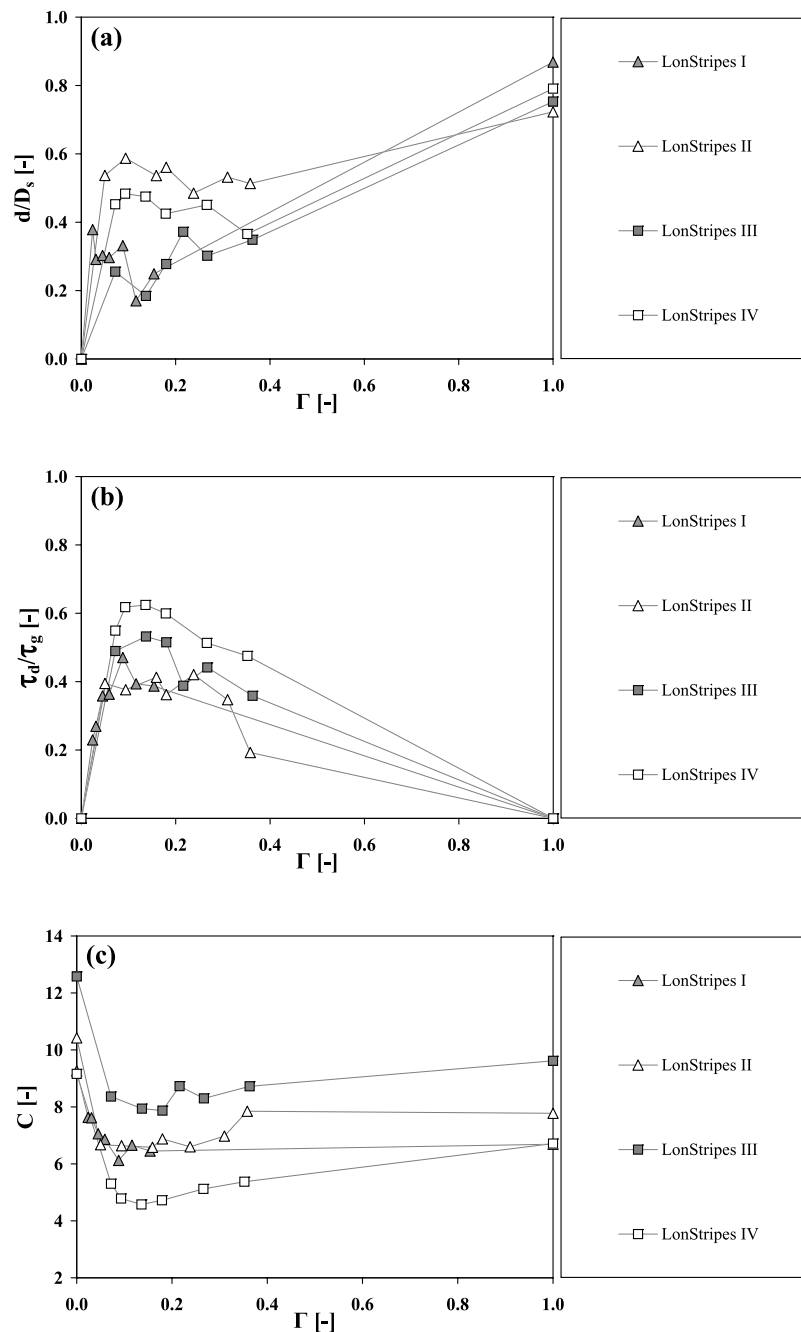 (a)
1.0
0.8
0.6
0.4
0.2
0.0
d/Ds [-]
0.0 0.2 0.4 0.6 0.8 1.0
Γ [-]
LonStripes I
LonStripes II
LonStripes III
LonStripes IV
(b)
1.0
0.8
0.6
0.4
0.2
0.0
τd/τg [-]
0.0 0.2 0.4 0.6 0.8 1.0
Γ [-]
LonStripes I
LonStripes II
LonStripes III
LonStripes IV
(c)
14
12
10
8
6
4
2
C [-]
0.0 0.2 0.4 0.6 0.8 1.0
Γ [-]
LonStripes I
LonStripes II
LonStripes III
LonStripes IV